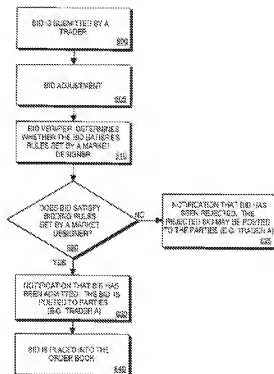 BID IS SUBMITTED BY A
TRADER
BID ADJUSTMENT
BID VERIFIER DETERMINES
WHETHER THE BID SATISFIES
RULES SET BY A MARKET
DESIGNER
DOES BID SATISFY
BIDDING RULES
SET BY A MARKET
DESIGNER?
NO
NOTIFICATION THAT BID HAS
BEEN REJECTED. THE
REJECTED BID MAY BE POSTED
TO THE PARTIES (E.G. TRADER A)
YES
NOTIFICATION THAT BID HAS
BEEN ADMITTED. THE BID IS
POSTED TO PARTIES
(E.G. TRADER A)
BID IS PLACED INTO THE
ORDER BOOK